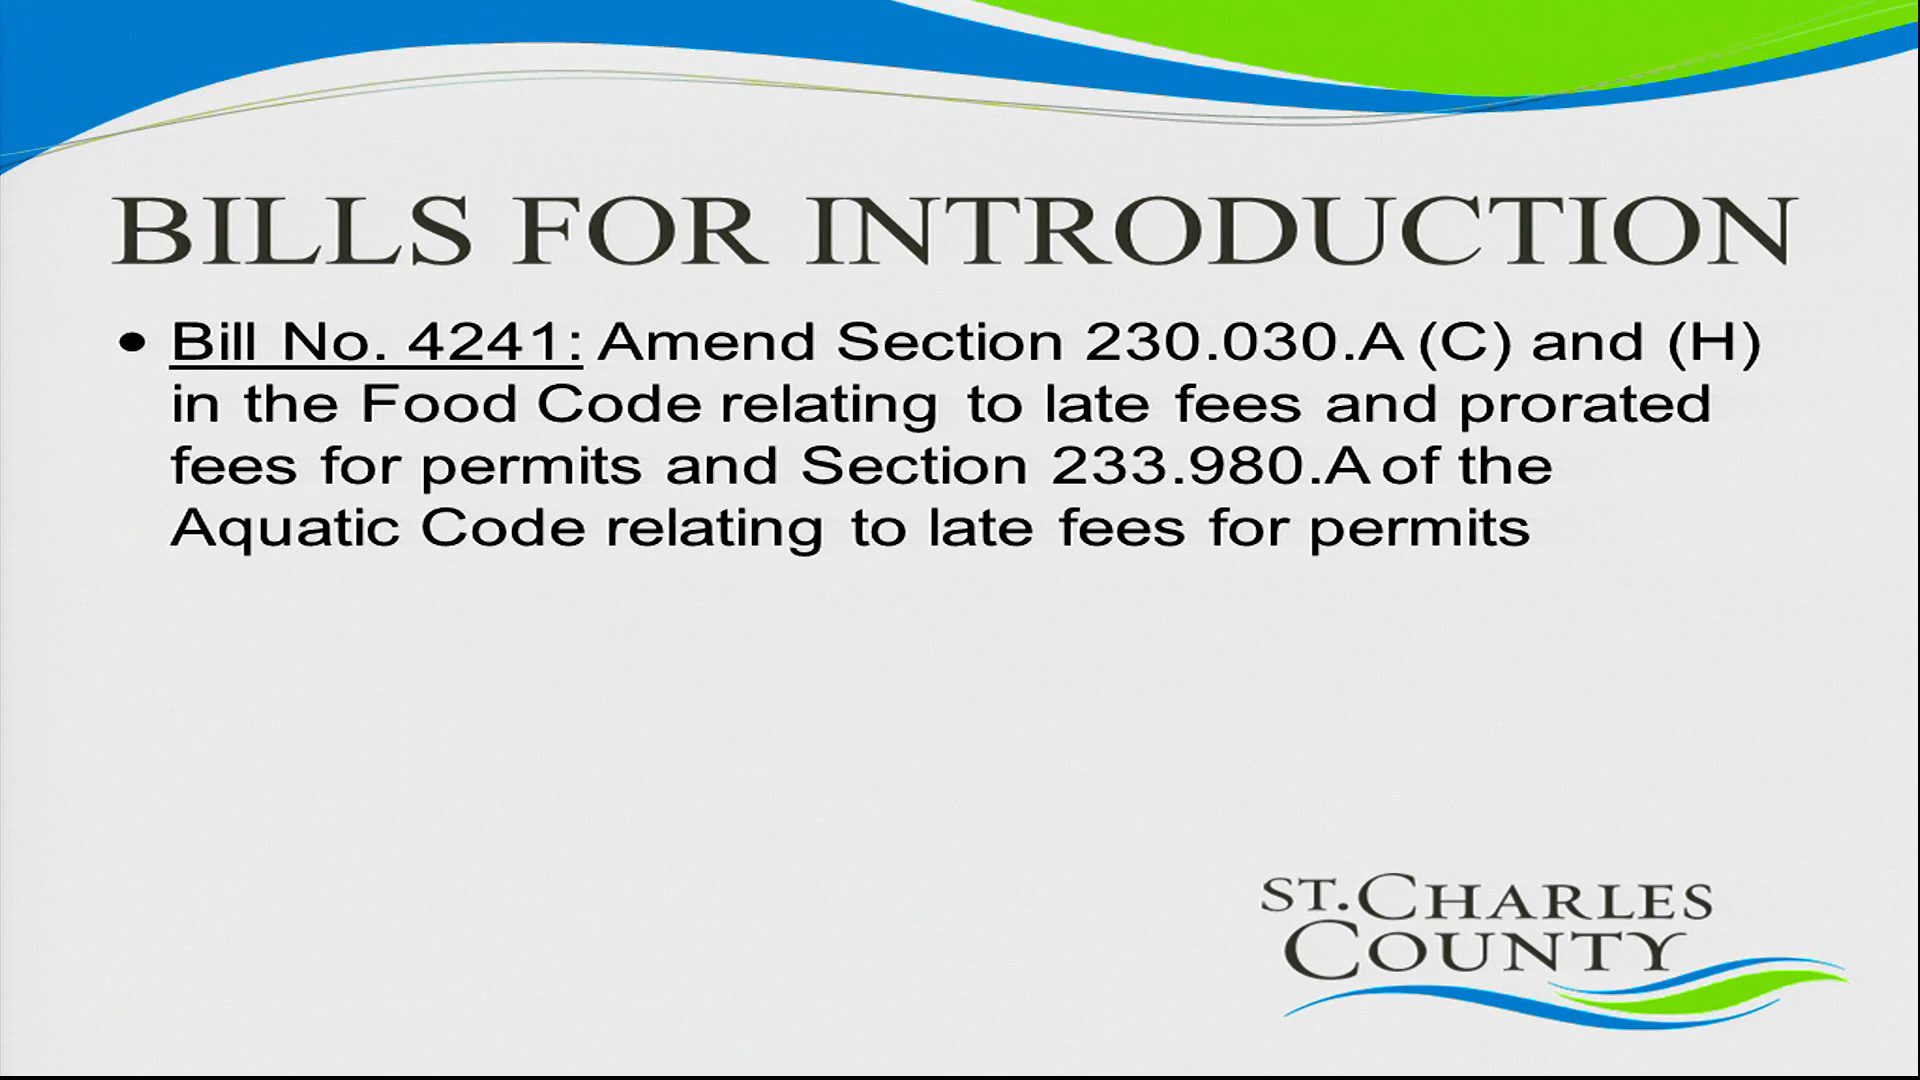 BILLS FOR INTRODUCTION
• Bill No. 4241: Amend Section 230.030.A (C) and (H)
in the Food Code relating to late fees and prorated
fees for permits and Section 233.980.A of the
Aquatic Code relating to late fees for permits
ST. CHARLES
COUNTY